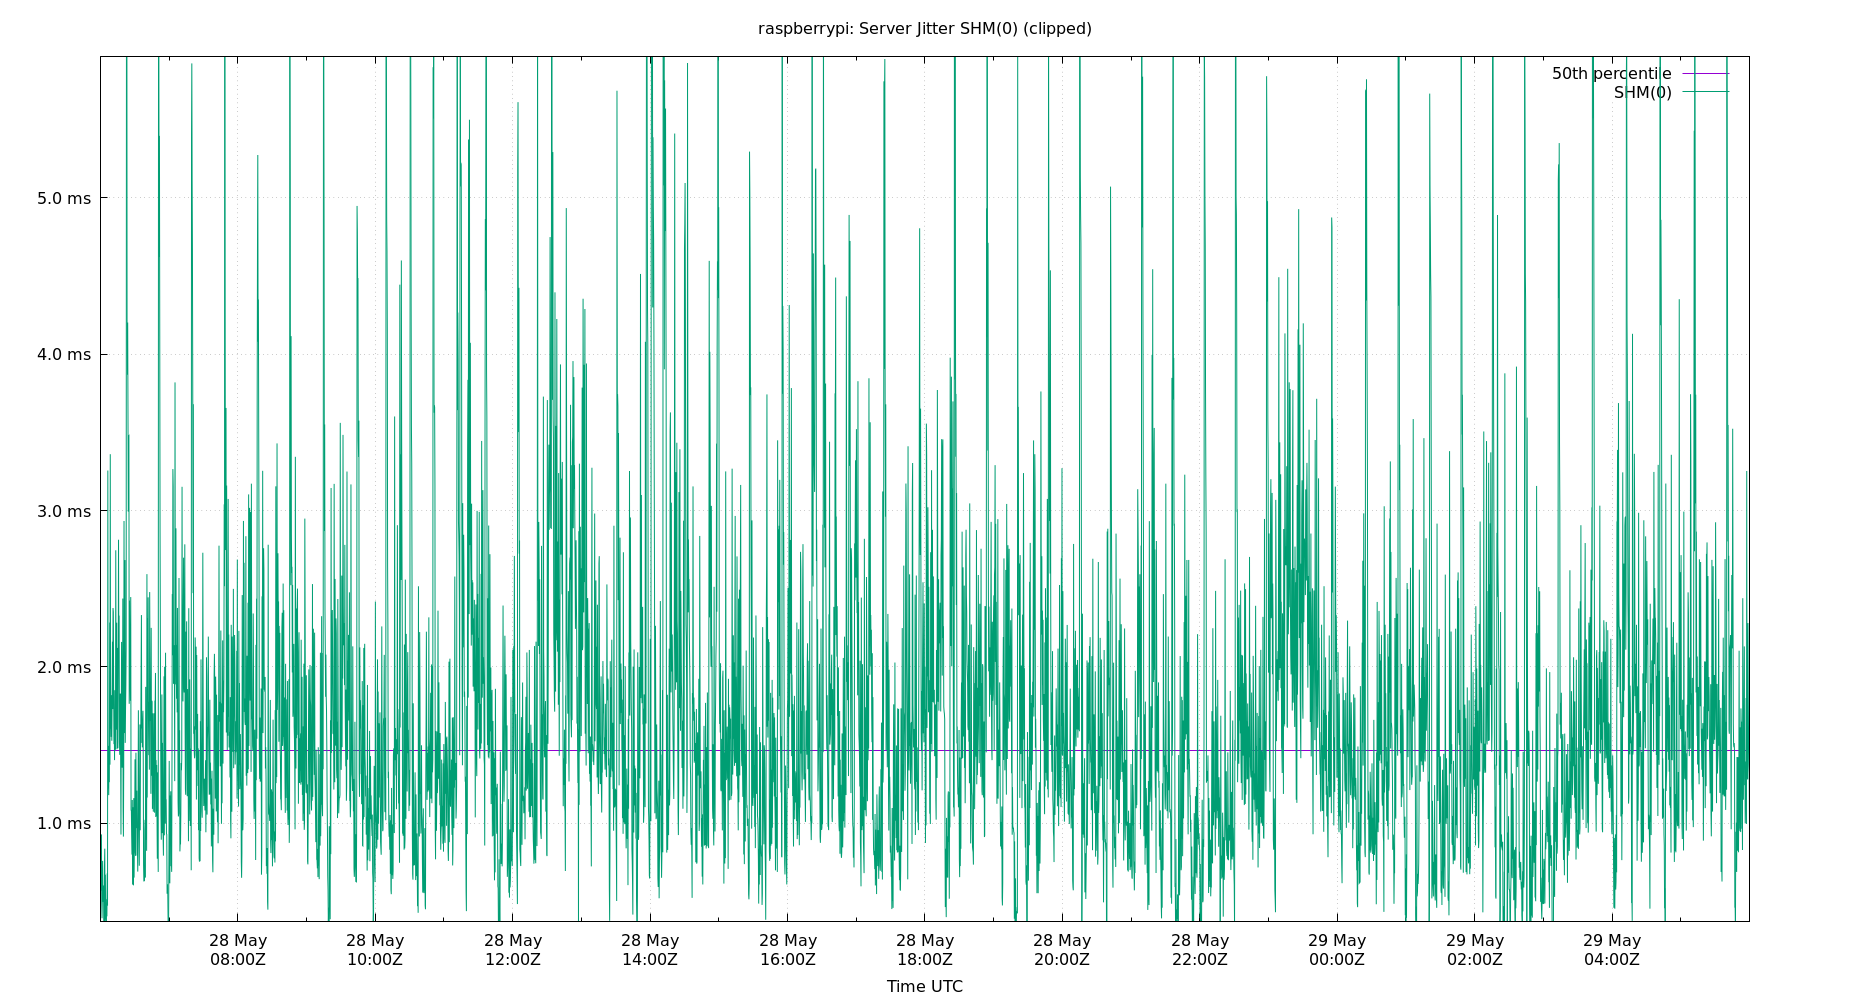 raspberrypi: Server Jitter SHM(0) (clipped)
50th percentile
SHM(0)
5.0 ms
4.0 ms
3.0 ms
2.0 ms
1.0 ms
28 May 28 May 28 May 28 May 28 May 28 May 28 May 28 May 29 May 29 May 29 May
08:00Z 10:00Z 12:00Z 14:00Z 16:00Z 18:00Z 20:00Z 22:00Z 00:00Z 02:00Z 04:00Z
Time UTC